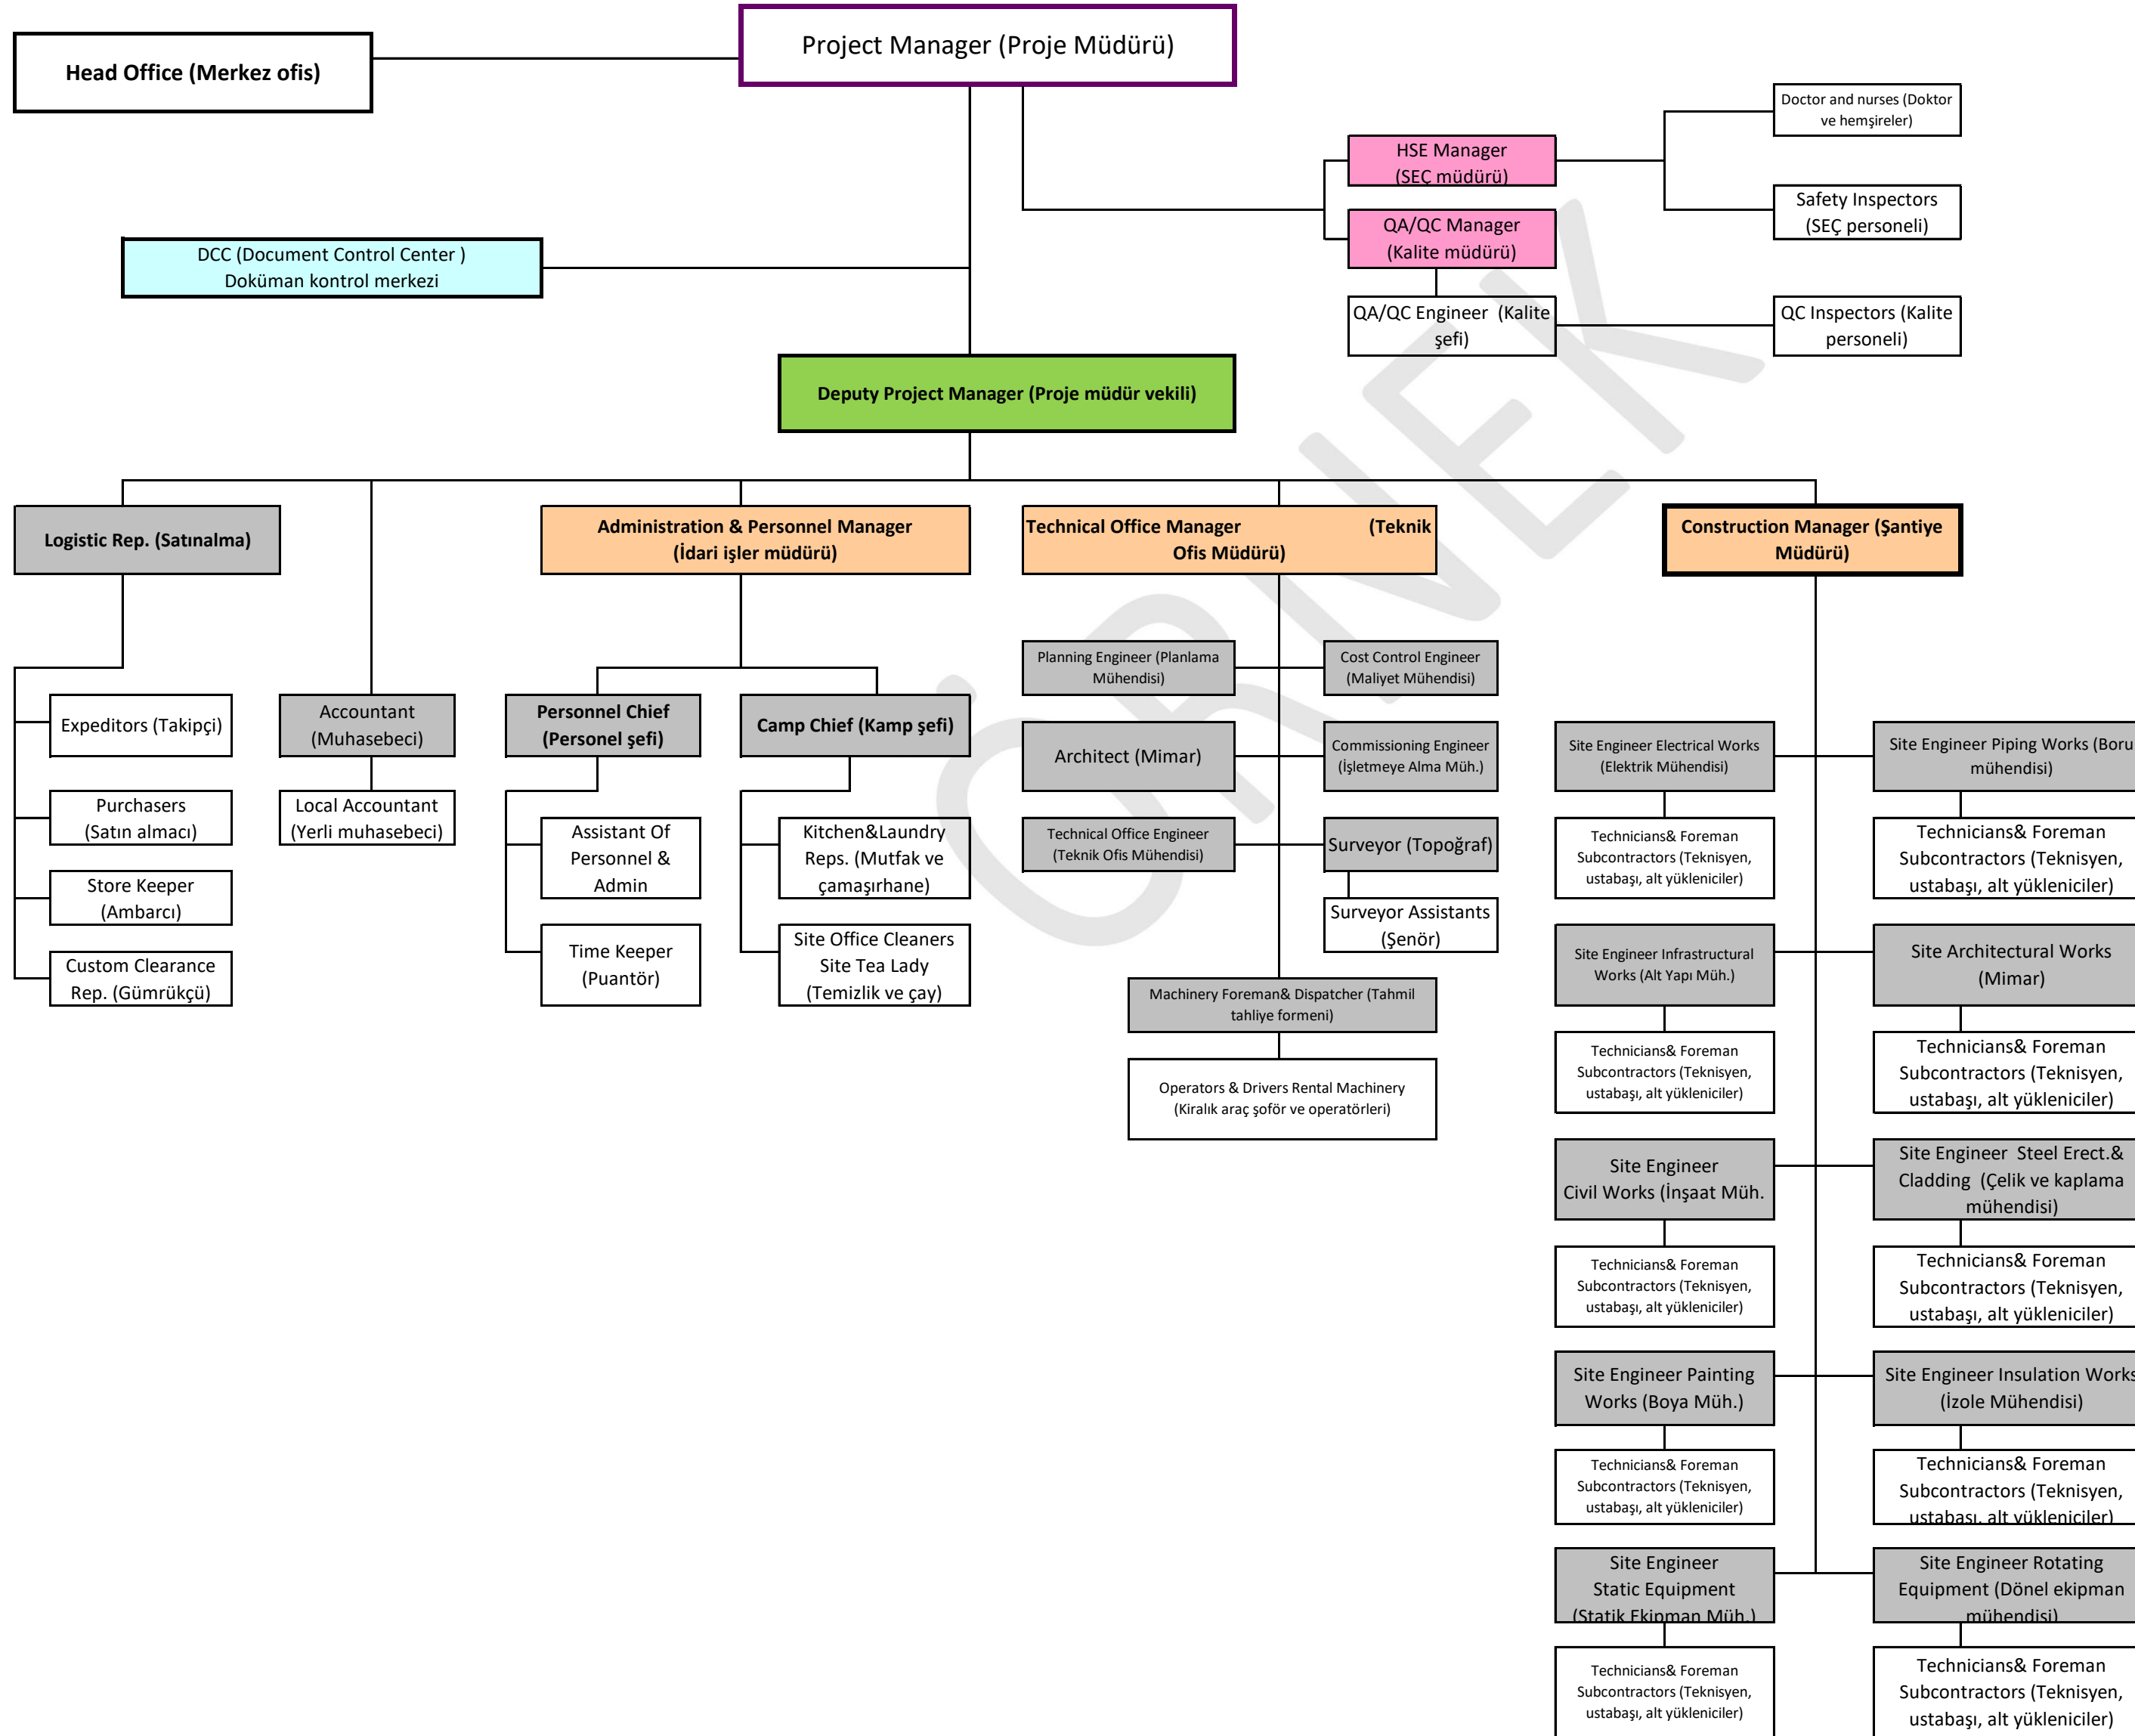 Project Manager (Proje Müdürü)
Head Office (Merkez ofis)
Doctor and nurses (Doktor
ve hemşireler)
HSE Manager
(SEÇ müdürü)
Safety Inspectors
(SEÇ personeli)
QA/QC Manager
(Kalite müdürü)
DCC (Document Control Center )
Doküman kontrol merkezi
QA/QC Engineer  (Kalite
şefi)
QC Inspectors (Kalite
personeli)
Deputy Project Manager (Proje müdür vekili)
ÖRNEK
Logistic Rep. (Satınalma)
Administration & Personnel Manager
(İdari işler müdürü)
Technical Office Manager (Teknik
Ofis Müdürü)
Construction Manager (Şantiye
Müdürü)
Expeditors (Takipçi)
Purchasers
(Satın almacı)
Store Keeper
(Ambarcı)
Custom Clearance
Rep. (Gümrükçü)
Accountant
(Muhasebeci)
Local Accountant
(Yerli muhasebeci)
Personnel Chief
(Personel şefi)
Assistant Of
Personnel &
Admin
Time Keeper
(Puantör)
Camp Chief (Kamp şefi)
Kitchen&Laundry
Reps. (Mutfak ve
çamaşırhane)
Site Office Cleaners
Site Tea Lady
(Temizlik ve çay)
Planning Engineer (Planlama
Mühendisi)
Cost Control Engineer
(Maliyet Mühendisi)
Architect (Mimar)
Commissioning Engineer
(İşletmeye Alma Müh.)
Technical Office Engineer
(Teknik Ofis Mühendisi)
Surveyor (Topoğraf)
Surveyor Assistants
(Şenör)
Machinery Foreman& Dispatcher (Tahmil
tahliye formeni)
Operators & Drivers Rental Machinery
(Kiralık araç şoför ve operatörleri)
Site Engineer Electrical Works
(Elektrik Mühendisi)
Site Engineer Piping Works (Boru
mühendisi)
Technicians& Foreman
Subcontractors (Teknisyen,
ustabaşı, alt yükleniciler)
Technicians& Foreman
Subcontractors (Teknisyen,
ustabaşı, alt yükleniciler)
Site Engineer Infrastructural
Works (Alt Yapı Müh.)
Site Architectural Works
(Mimar)
Technicians& Foreman
Subcontractors (Teknisyen,
ustabaşı, alt yükleniciler)
Technicians& Foreman
Subcontractors (Teknisyen,
ustabaşı, alt yükleniciler)
Site Engineer
Civil Works (İnşaat Müh.
Site Engineer  Steel Erect.&
Cladding  (Çelik ve kaplama
mühendisi)
Technicians& Foreman
Subcontractors (Teknisyen,
ustabaşı, alt yükleniciler)
Technicians& Foreman
Subcontractors (Teknisyen,
ustabaşı, alt yükleniciler)
Site Engineer Painting
Works (Boya Müh.)
Site Engineer Insulation Works
(İzole Mühendisi)
Technicians& Foreman
Subcontractors (Teknisyen,
ustabaşı, alt yükleniciler)
Technicians& Foreman
Subcontractors (Teknisyen,
ustabaşı, alt yükleniciler)
Site Engineer
Static Equipment
(Statik Ekipman Müh.)
Site Engineer Rotating
Equipment (Dönel ekipman
mühendisi)
Technicians& Foreman
Subcontractors (Teknisyen,
ustabaşı, alt yükleniciler)
Technicians& Foreman
Subcontractors (Teknisyen,
ustabaşı, alt yükleniciler)